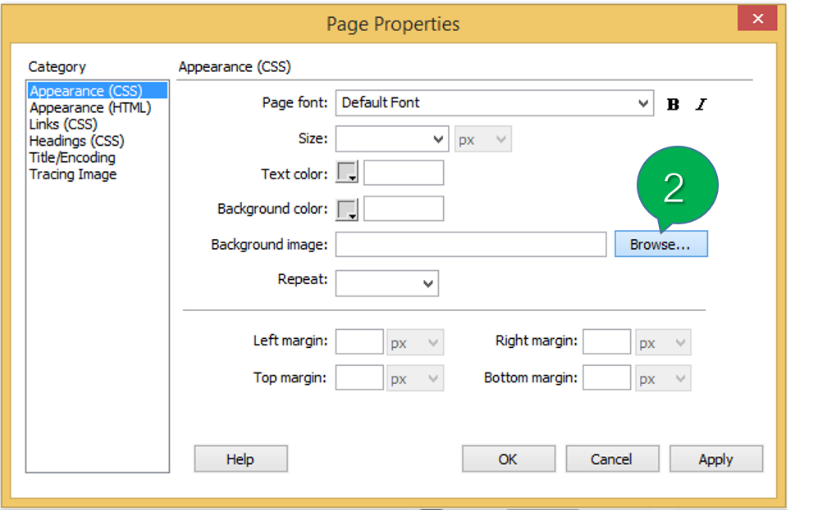 Page Properties
Category
Appearance (CSS)
Appearance (CSS)
Appearance (HTML)
Links (CSS)
Headings (CSS)
Title/Encoding
Tracing Image
Page font: Default Font B I
Size: px
Text color:
2
Background color:
Background image: Browse...
Repeat:
Left margin: px Right margin: px
Top margin: px Bottom margin: px
Help OK Cancel Apply